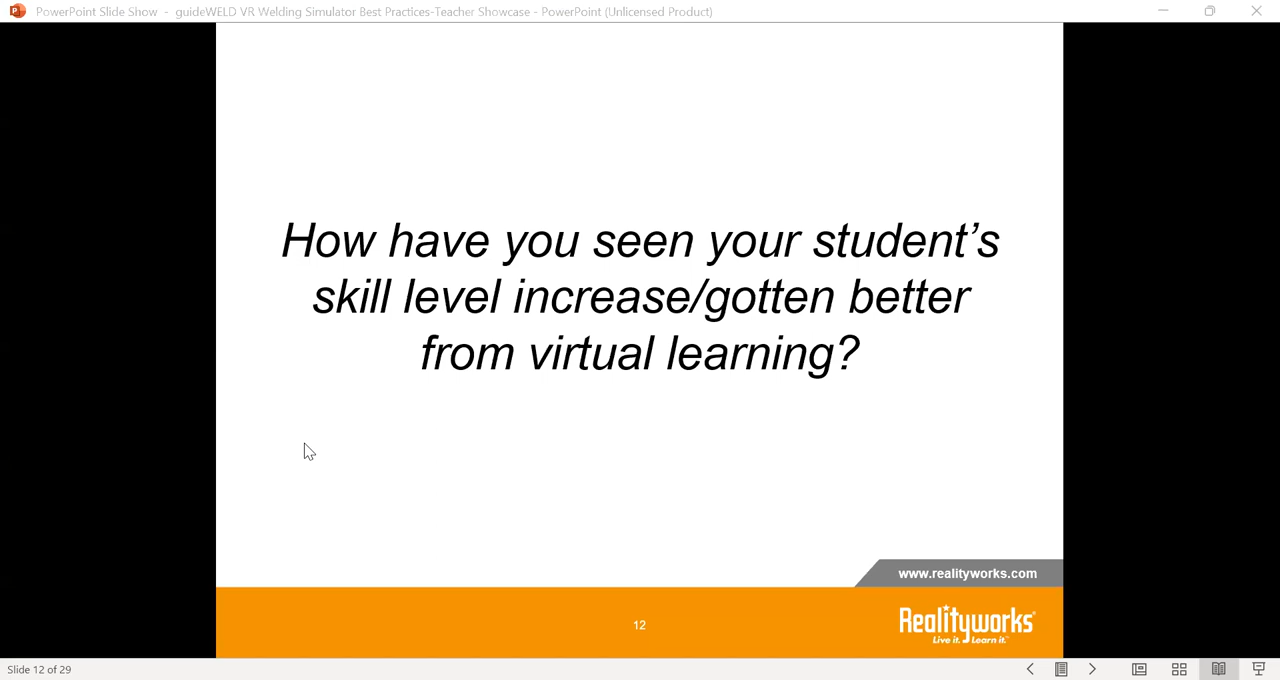 PowerPoint Slide Show - guideWELD VR Welding Simulator Best Practices-Teacher Showcase - PowerPoint (Unlicensed Product)
How have you seen your student’s
skill level increase/gotten better
from virtual learning?
www.realityworks.com
12
Realityworks
Live it. Learn it.™
Slide 12 of 29